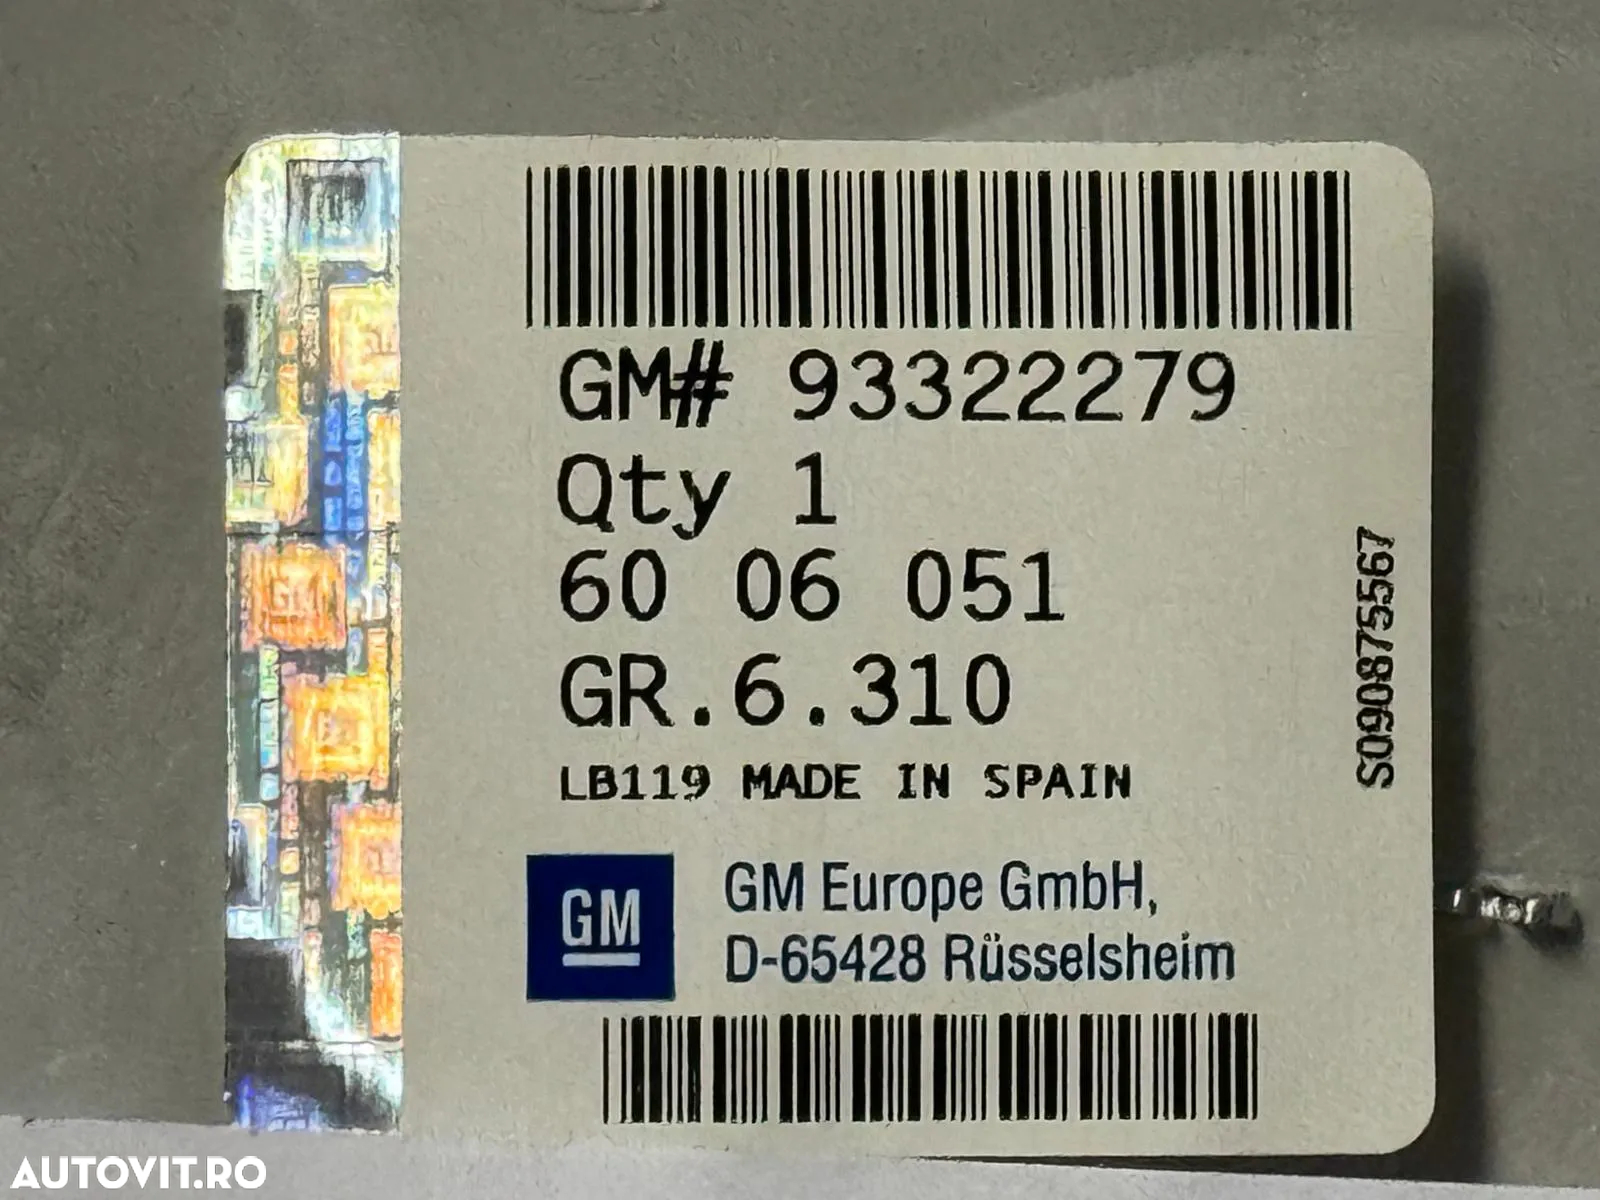 GM# 93322279
Qty 1
60 06 051
GR.6.310
LB119 MADE IN SPAIN
S090875567
GM
GM Europe GmbH,
D-65428 Rüsselsheim
GM
AUTOVIT.RO